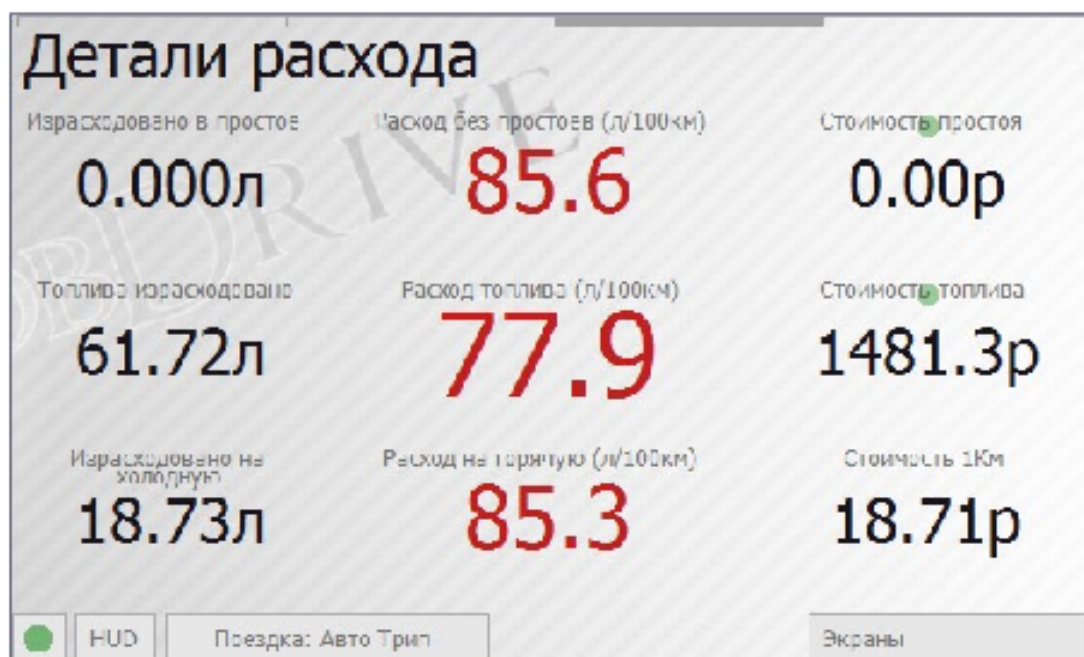 Детали расхода
Израсходовано в простое Расход без простоев (л/100км) Стоимость простоя
0.000л 85.6 0.00р
OBDRIVE
Топлива израсходовано Расход топлива (л/100км) Стоимость топлива
61.72л 77.9 1481.3р
Израсходовано на холодную Расход на горячую (л/100км) Стоимость 1Км
18.73л 85.3 18.71р
HUD Поездка: Авто Трип Экраны